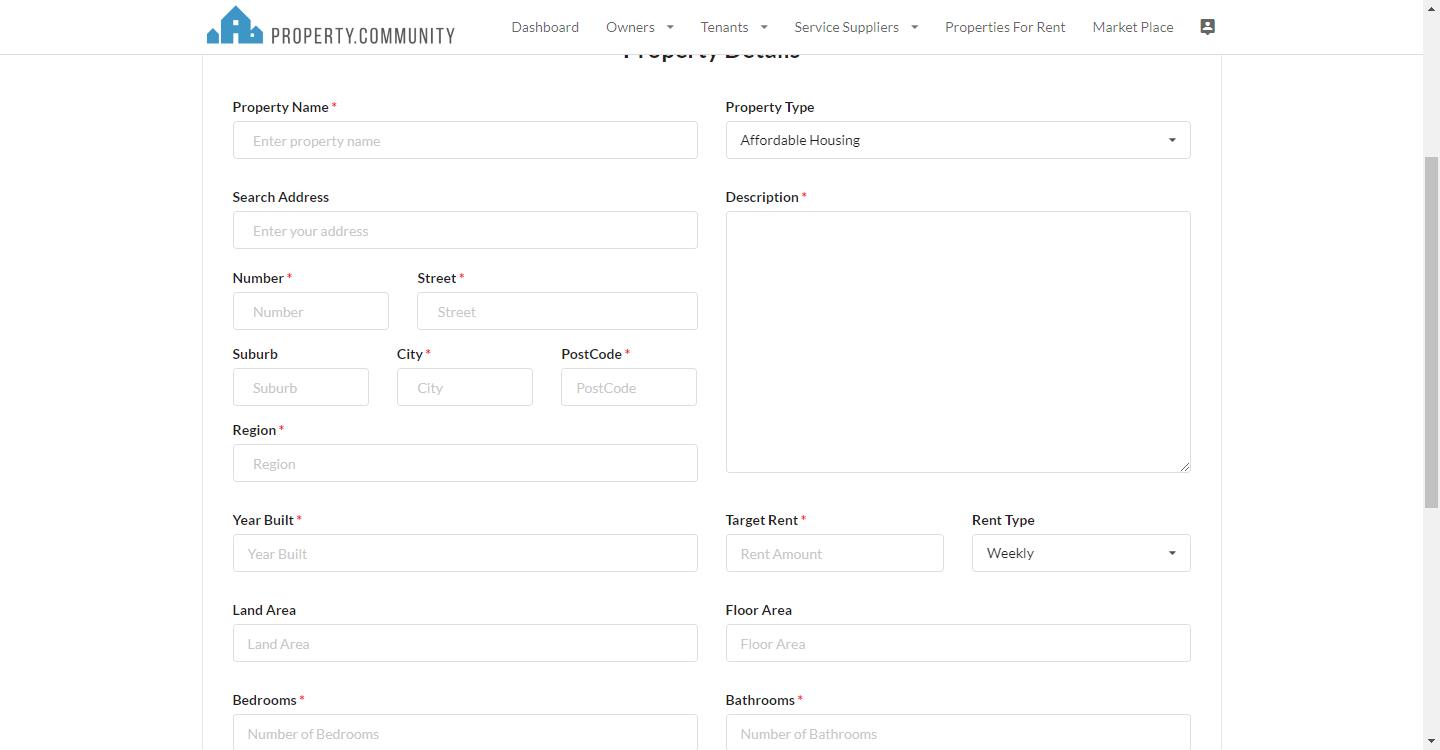 PROPERTY.COMMUNITY
Dashboard Owners Tenants Service Suppliers Properties For Rent Market Place
Property Details
Property Name * Property Type
Enter property name Affordable Housing
Search Address Description *
Enter your address
Number * Street *
Number Street
Suburb City * PostCode *
Suburb City PostCode
Region *
Region
Year Built * Target Rent * Rent Type
Year Built Rent Amount Weekly
Land Area Floor Area
Land Area Floor Area
Bedrooms * Bathrooms *
Number of Bedrooms Number of Bathrooms